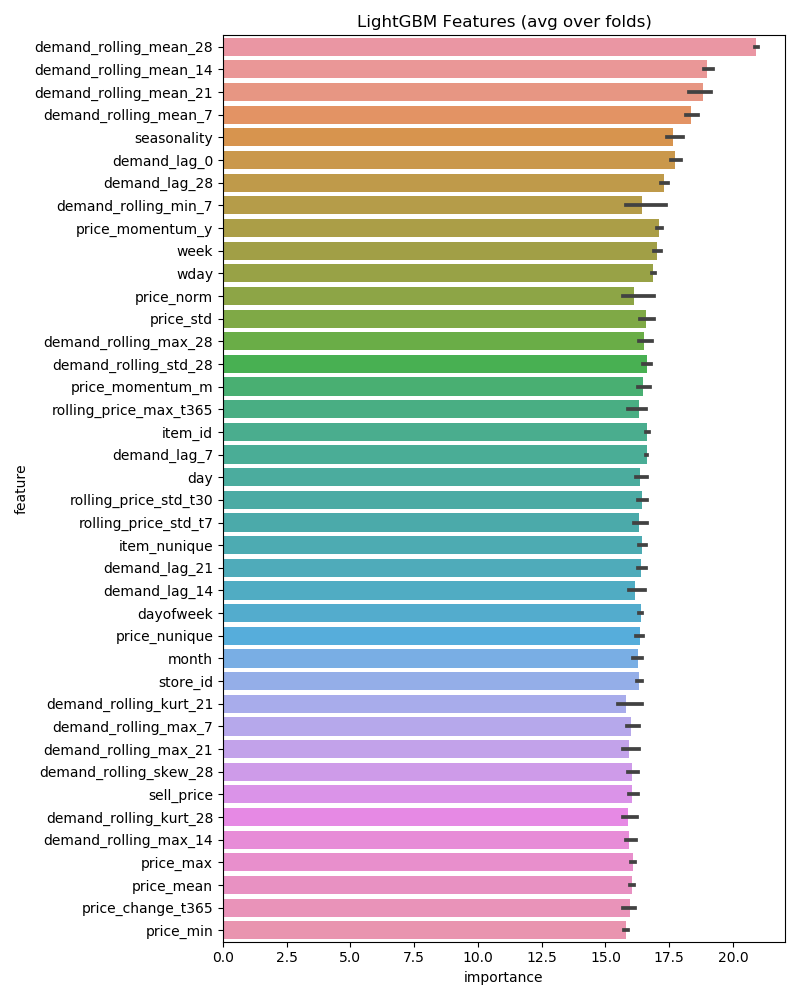 LightGBM Features (avg over folds)
demand_rolling_mean_28
demand_rolling_mean_14
demand_rolling_mean_21
demand_rolling_mean_7
seasonality
demand_lag_0
demand_lag_28
demand_rolling_min_7
price_momentum_y
week
wday
price_norm
price_std
demand_rolling_max_28
demand_rolling_std_28
price_momentum_m
rolling_price_max_t365
item_id
demand_lag_7
day
rolling_price_std_t30
rolling_price_std_t7
item_nunique
demand_lag_21
demand_lag_14
dayofweek
price_nunique
month
store_id
demand_rolling_kurt_21
demand_rolling_max_7
demand_rolling_max_21
demand_rolling_skew_28
sell_price
demand_rolling_kurt_28
demand_rolling_max_14
price_max
price_mean
price_change_t365
price_min
feature
0.0 2.5 5.0 7.5 10.0 12.5 15.0 17.5 20.0
importance